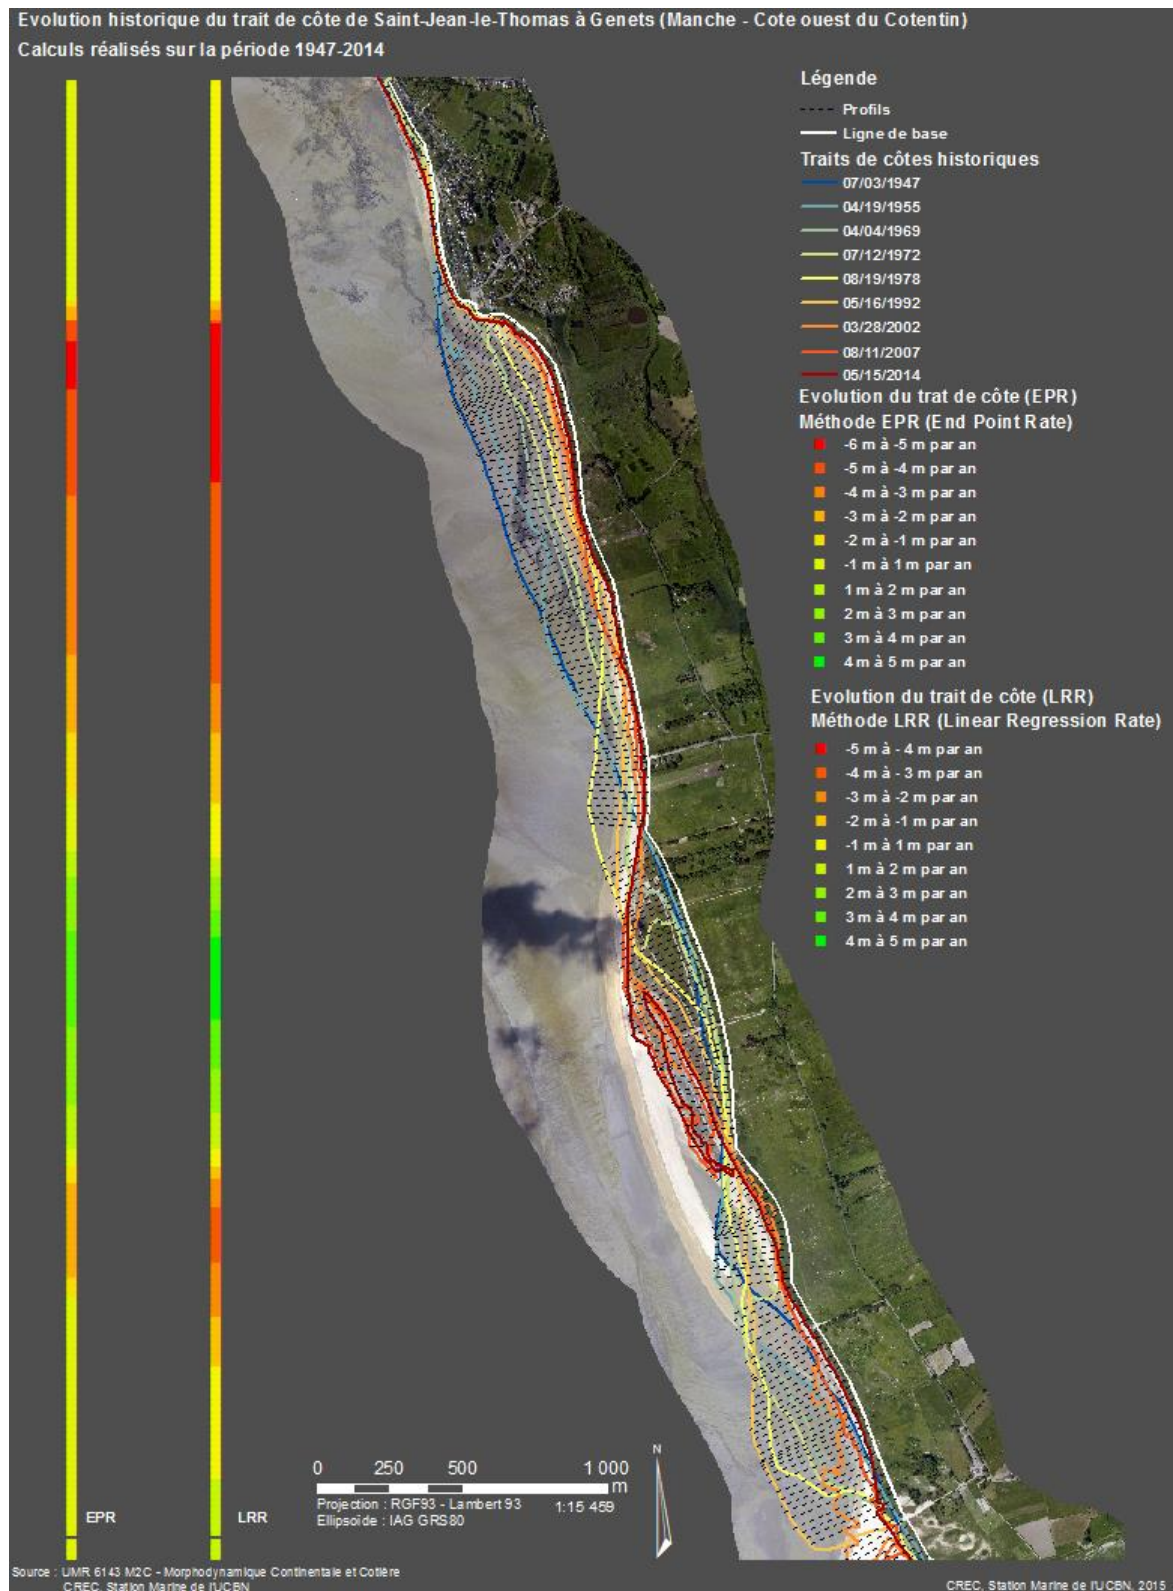 Evolution historique du trait de côte de Saint-Jean-le-Thomas à Genets (Manche - Cote ouest du Cotentin)
Calculs réalisés sur la période 1947-2014
Légende
Profils
Ligne de base
Traits de côtes historiques
07/03/1947
04/19/1955
04/04/1969
07/12/1972
08/19/1978
05/16/1992
03/28/2002
08/11/2007
05/15/2014
Evolution du trat de côte (EPR)
Méthode EPR (End Point Rate)
-6 m à -5 m par an
-5 m à -4 m par an
-4 m à -3 m par an
-3 m à -2 m par an
-2 m à -1 m par an
-1 m à 1 m par an
1 m à 2 m par an
2 m à 3 m par an
3 m à 4 m par an
4 m à 5 m par an
Evolution du trait de côte (LRR)
Méthode LRR (Linear Regression Rate)
-5 m à - 4 m par an
-4 m à - 3 m par an
-3 m à -2 m par an
-2 m à -1 m par an
-1 m à 1 m par an
1 m à 2 m par an
2 m à 3 m par an
3 m à 4 m par an
4 m à 5 m par an
EPR
LRR
0 250 500 1 000
m
N
Projection : RGF93 - Lambert 93 1:15 459
Ellipsoïde : IAG GRS80
Source : UMR 6143 M2C - Morphodynamique Continentale et Cotière
CREC, Station Marine de l'UCBN
CREC, Station Marine de l'UCBN, 2015